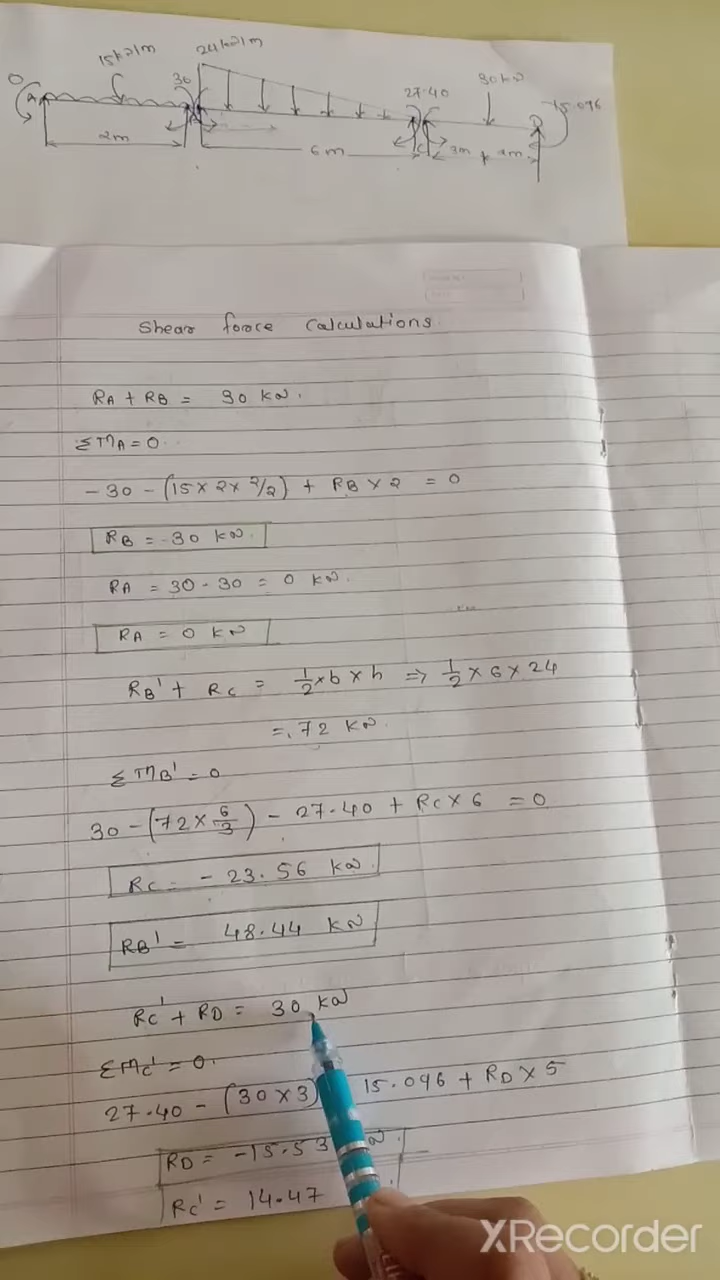 15kN/m
30
24kN/m
27.40
30kN
15.096
0
A
C
D
2m
6m
3m
2m
Shear force Calculations
RA + RB = 30 kN.
ΣMA = 0.
-30 - (15 × 2 × 2/2) + RB × 2 = 0
RB = 30 kN.
RA = 30 - 30 = 0 kN.
RA = 0 kN
RB' + RC = 1/2 × b × h ⇒ 1/2 × 6 × 24
= 72 kN.
ΣMB' = 0
30 - (72 × 6/3) - 27.40 + RC × 6 = 0
RC = - 23.56 kN.
RB' = 48.44 kN
RC' + RD = 30 kN
ΣMC' = 0.
27.40 - (30 × 3) 15.096 + RD × 5
RD = -15.53 N.
RC' = 14.47
XRecorder